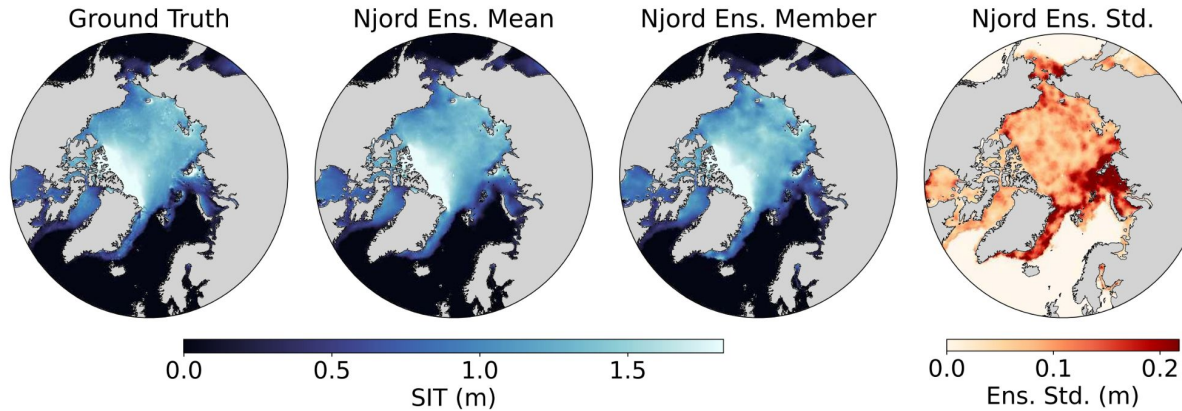 Ground Truth
Njord Ens. Mean
Njord Ens. Member
Njord Ens. Std.
0.0 0.5 1.0 1.5
SIT (m)
0.0 0.1 0.2
Ens. Std. (m)